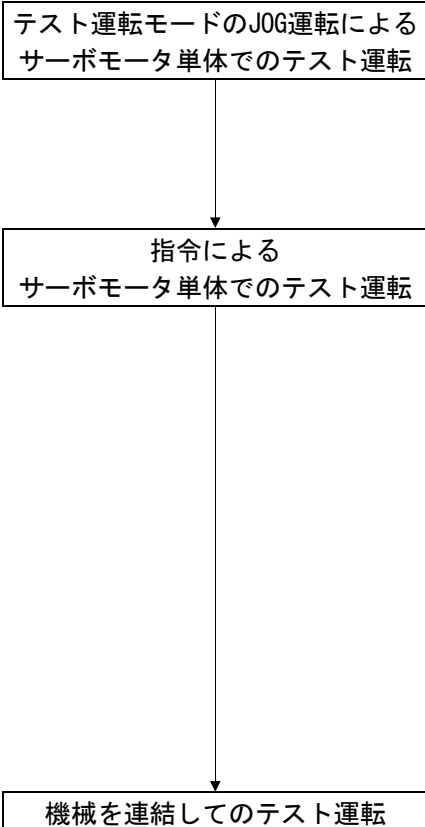 テスト運転モードのJOG運転による
サーボモータ単体でのテスト運転
指令による
サーボモータ単体でのテスト運転
機械を連結してのテスト運転